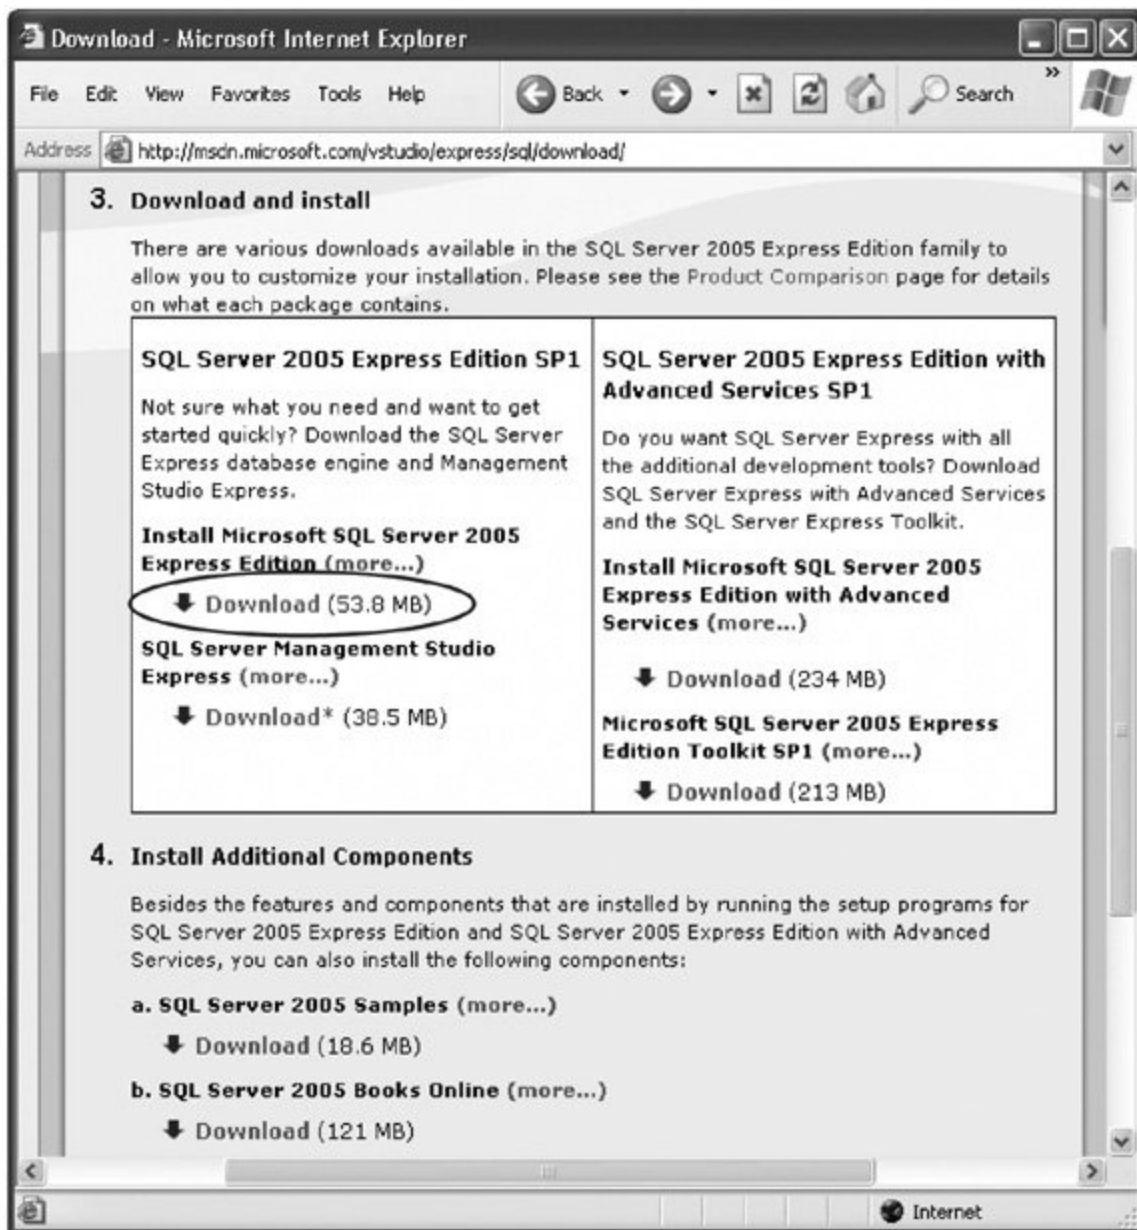 Download - Microsoft Internet Explorer
File Edit View Favorites Tools Help Back Search »
Address http://msdn.microsoft.com/vstudio/express/sql/download/
3. Download and install
There are various downloads available in the SQL Server 2005 Express Edition family to
allow you to customize your installation. Please see the Product Comparison page for details
on what each package contains.
SQL Server 2005 Express Edition SP1
Not sure what you need and want to get
started quickly? Download the SQL Server
Express database engine and Management
Studio Express.
Install Microsoft SQL Server 2005
Express Edition (more...)
Download (53.8 MB)
SQL Server Management Studio
Express (more...)
Download* (38.5 MB)
SQL Server 2005 Express Edition with
Advanced Services SP1
Do you want SQL Server Express with all
the additional development tools? Download
SQL Server Express with Advanced Services
and the SQL Server Express Toolkit.
Install Microsoft SQL Server 2005
Express Edition with Advanced
Services (more...)
Download (234 MB)
Microsoft SQL Server 2005 Express
Edition Toolkit SP1 (more...)
Download (213 MB)
4. Install Additional Components
Besides the features and components that are installed by running the setup programs for
SQL Server 2005 Express Edition and SQL Server 2005 Express Edition with Advanced
Services, you can also install the following components:
a. SQL Server 2005 Samples (more...)
Download (18.6 MB)
b. SQL Server 2005 Books Online (more...)
Download (121 MB)
Internet